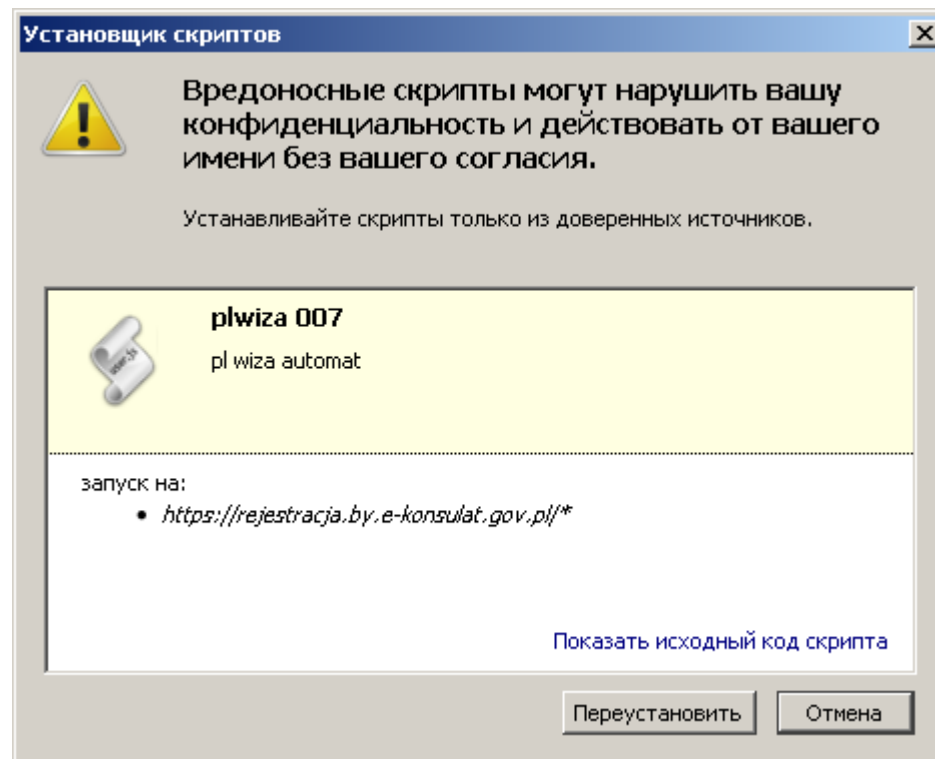 Установщик скриптов
Вредоносные скрипты могут нарушить вашу
конфиденциальность и действовать от вашего
имени без вашего согласия.
Устанавливайте скрипты только из доверенных источников.
plwiza 007
user.js
pl wiza automat
запуск на:
• https://rejestracja.by.e-konsulat.gov.pl/*
Показать исходный код скрипта
Переустановить
Отмена